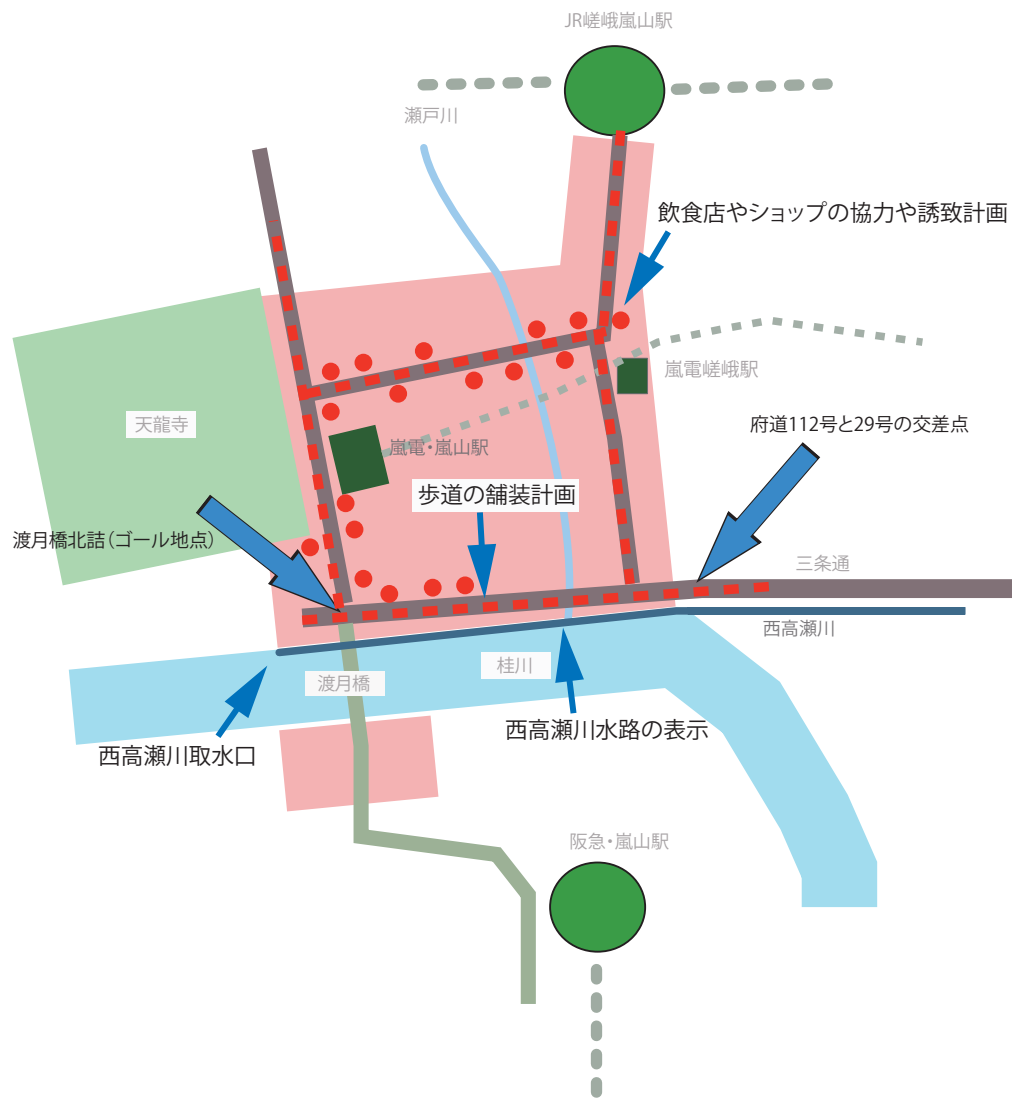 JR嵯峨嵐山駅
瀬戸川
飲食店やショップの協力や誘致計画
嵐電嵯峨駅
天龍寺
府道112号と29号の交差点
嵐電・嵐山駅
歩道の舗装計画
渡月橋北詰(ゴール地点)
三条通
西高瀬川
桂川
渡月橋
西高瀬川水路の表示
西高瀬川取水口
阪急・嵐山駅